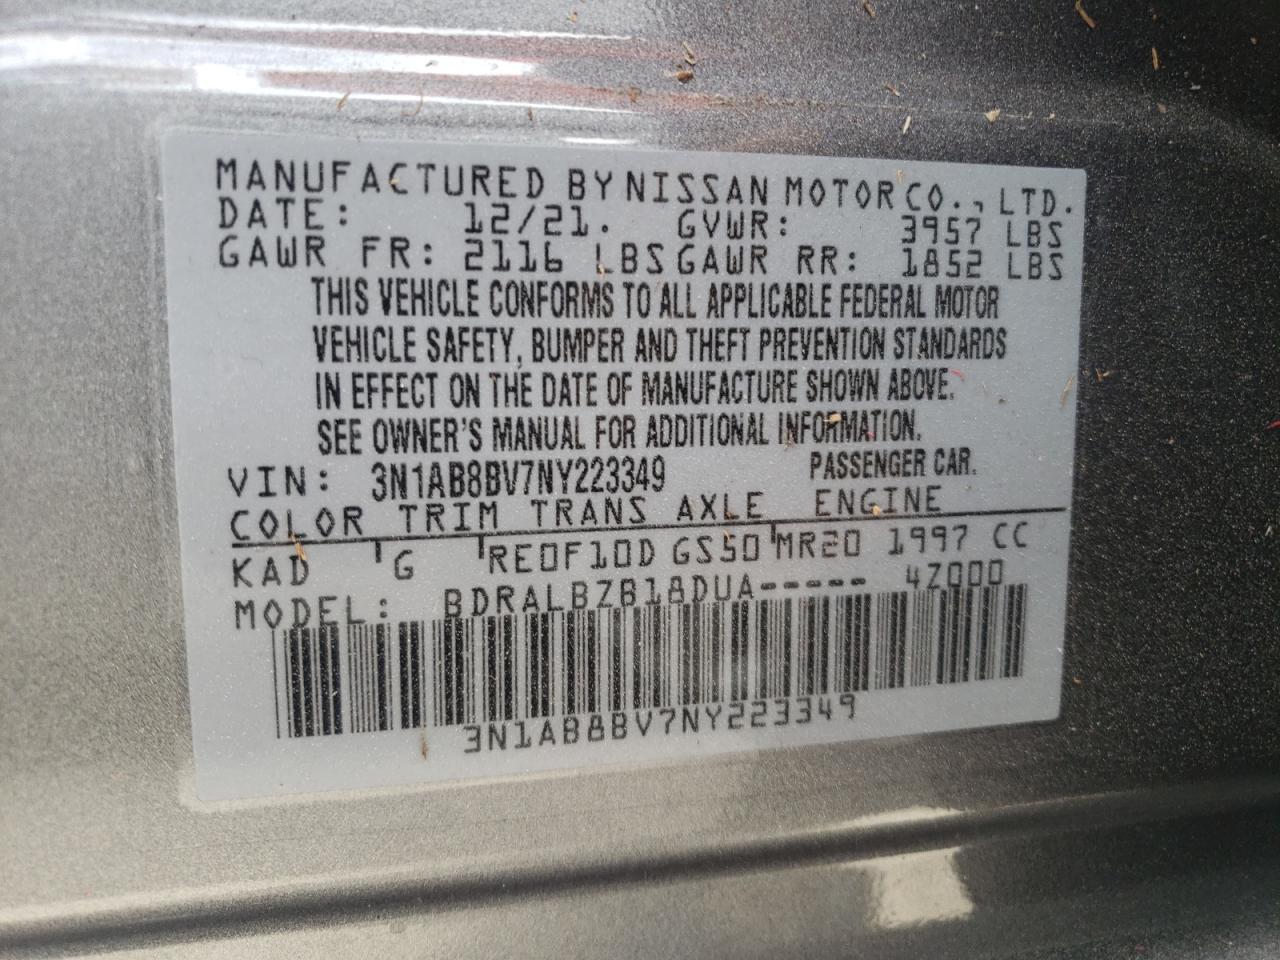 MANUFACTURED BY NISSAN MOTOR CO., LTD.
DATE: 12/21. GVWR: 3957 LBS
GAWR FR: 2116 LBS GAWR RR: 1852 LBS
THIS VEHICLE CONFORMS TO ALL APPLICABLE FEDERAL MOTOR
VEHICLE SAFETY, BUMPER AND THEFT PREVENTION STANDARDS
IN EFFECT ON THE DATE OF MANUFACTURE SHOWN ABOVE.
SEE OWNER'S MANUAL FOR ADDITIONAL INFORMATION.
VIN: 3N1AB8BV7NY223349 PASSENGER CAR.
COLOR TRIM TRANS AXLE ENGINE
KAD G RE0F10D GS50 MR20 1997 CC
MODEL: BDRALBZB18DUA----- 4Z000
3N1AB8BV7NY223349